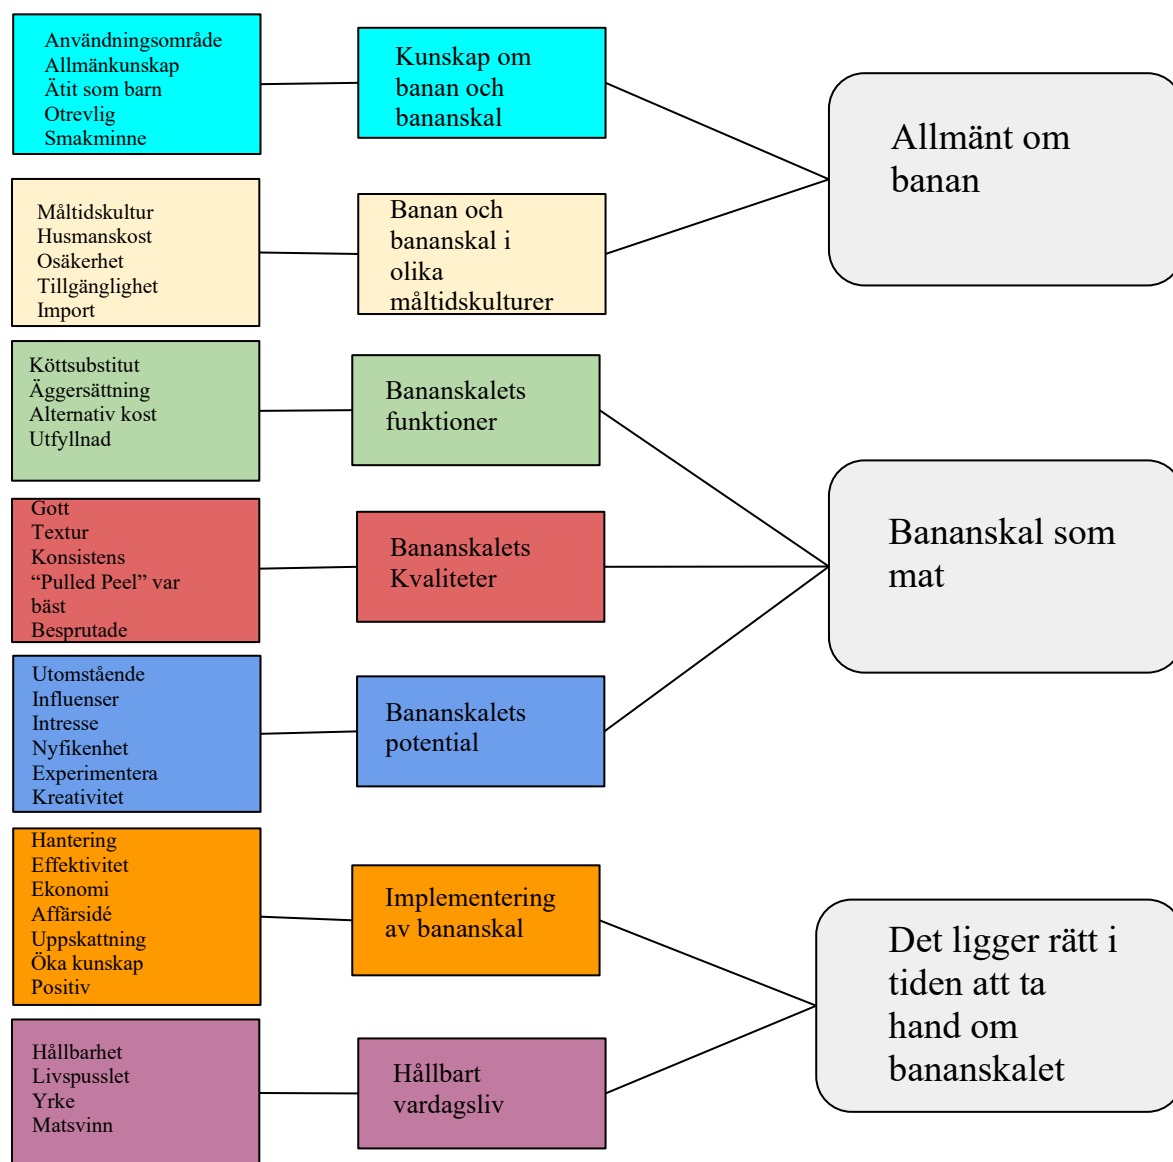 Användningsområde
Allmänkunskap
Ätit som barn
Otrevlig
Smakminne
Kunskap om
banan och
bananskal
Allmänt om
banan
Måltidskultur
Husmanskost
Osäkerhet
Tillgänglighet
Import
Banan och
bananskal i
olika
måltidskulturer
Köttsubstitut
Äggersättning
Alternativ kost
Utfyllnad
Bananskalets
funktioner
Gott
Textur
Konsistens
“Pulled Peel” var
bäst
Besprutade
Bananskalets
Kvaliteter
Bananskal som
mat
Utomstående
Influenser
Intresse
Nyfikenhet
Experimentera
Kreativitet
Bananskalets
potential
Hantering
Effektivitet
Ekonomi
Affärsidé
Uppskattning
Öka kunskap
Positiv
Implementering
av bananskal
Det ligger rätt i
tiden att ta
hand om
bananskalet
Hållbarhet
Livspusslet
Yrke
Matsvinn
Hållbart
vardagsliv